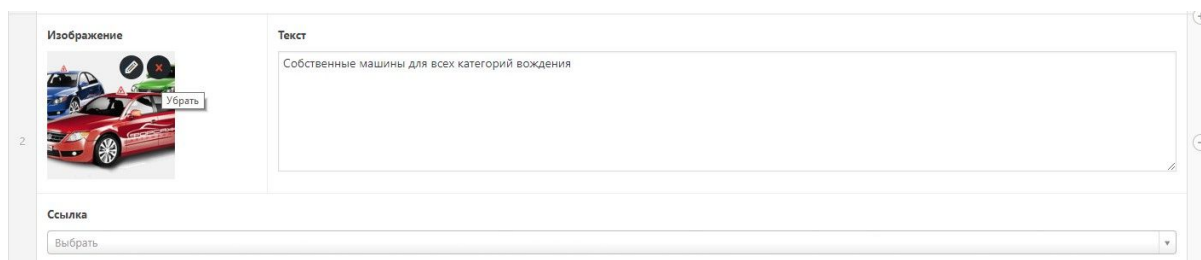 Изображение
Текст
Собственные машины для всех категорий вождения
Убрать
2
Ссылка
Выбрать